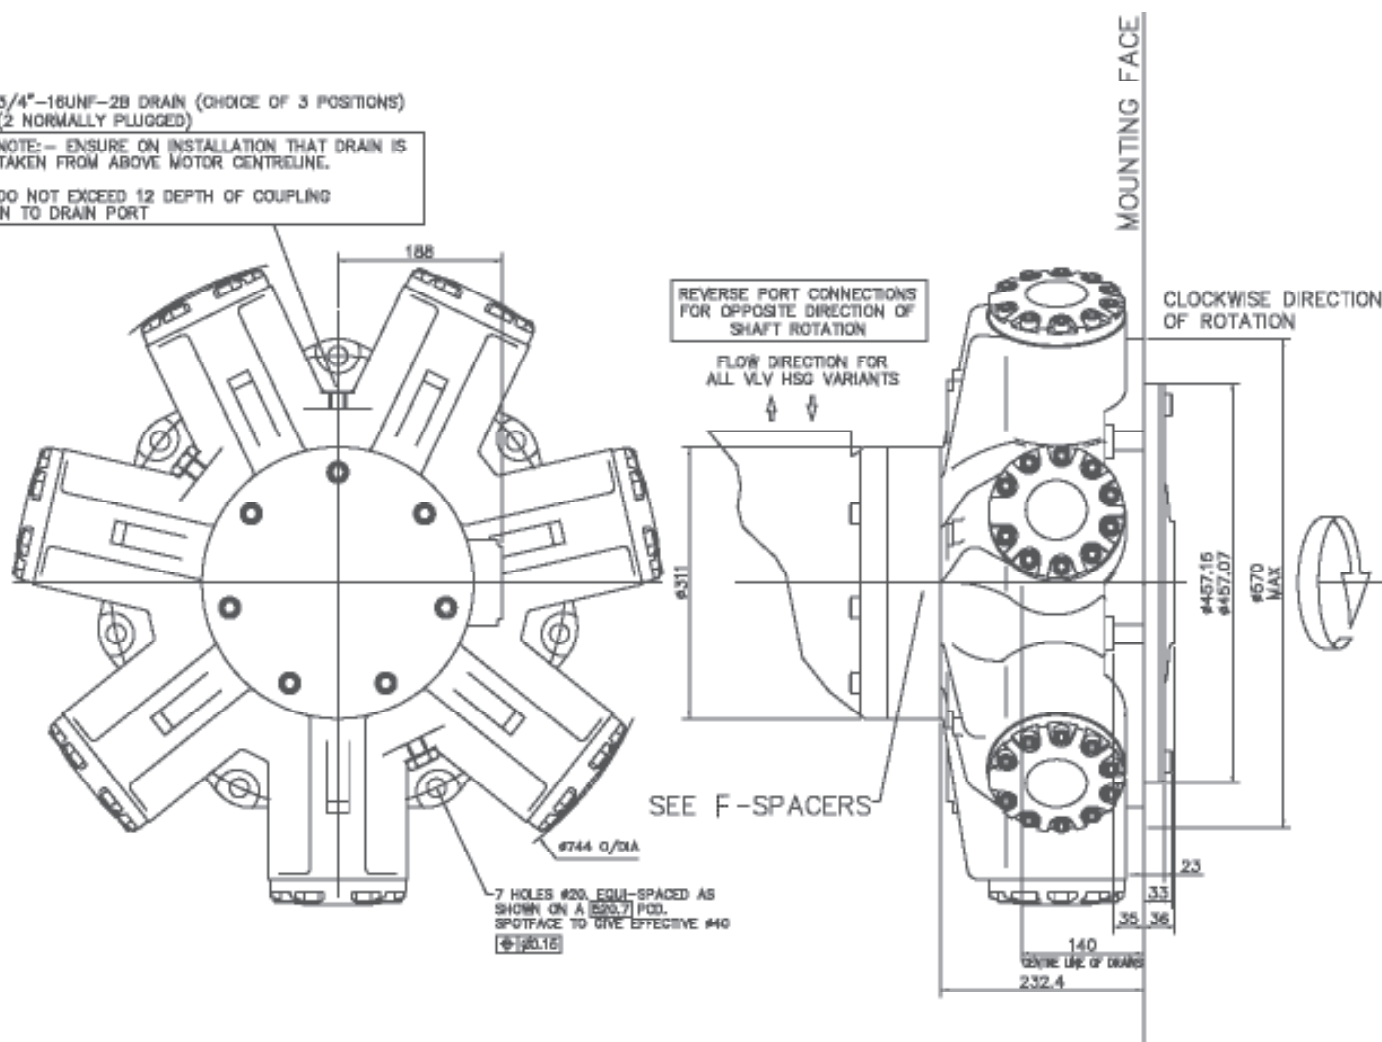 3/4"-16UNF-2B DRAIN (CHOICE OF 3 POSITIONS)
(2 NORMALLY PLUGGED)
NOTE:- ENSURE ON INSTALLATION THAT DRAIN IS
TAKEN FROM ABOVE MOTOR CENTRELINE.
DO NOT EXCEED 12 DEPTH OF COUPLING
N TO DRAIN PORT
188
MOUNTING FACE
REVERSE PORT CONNECTIONS
FOR OPPOSITE DIRECTION OF
SHAFT ROTATION
FLOW DIRECTION FOR
ALL VLV HSG VARIANTS
CLOCKWISE DIRECTION
OF ROTATION
ø311
ø457.15
ø457.07
ø570
MAX
SEE F-SPACERS
ø744 O/DIA
7 HOLES ø20, EQUI-SPACED AS
SHOWN ON A 520.7 PCD.
SPOTFACE TO GIVE EFFECTIVE ø40
⌖ ø0.15
23
33
35 36
140
CENTRE LINE OF DRAINS
232.4